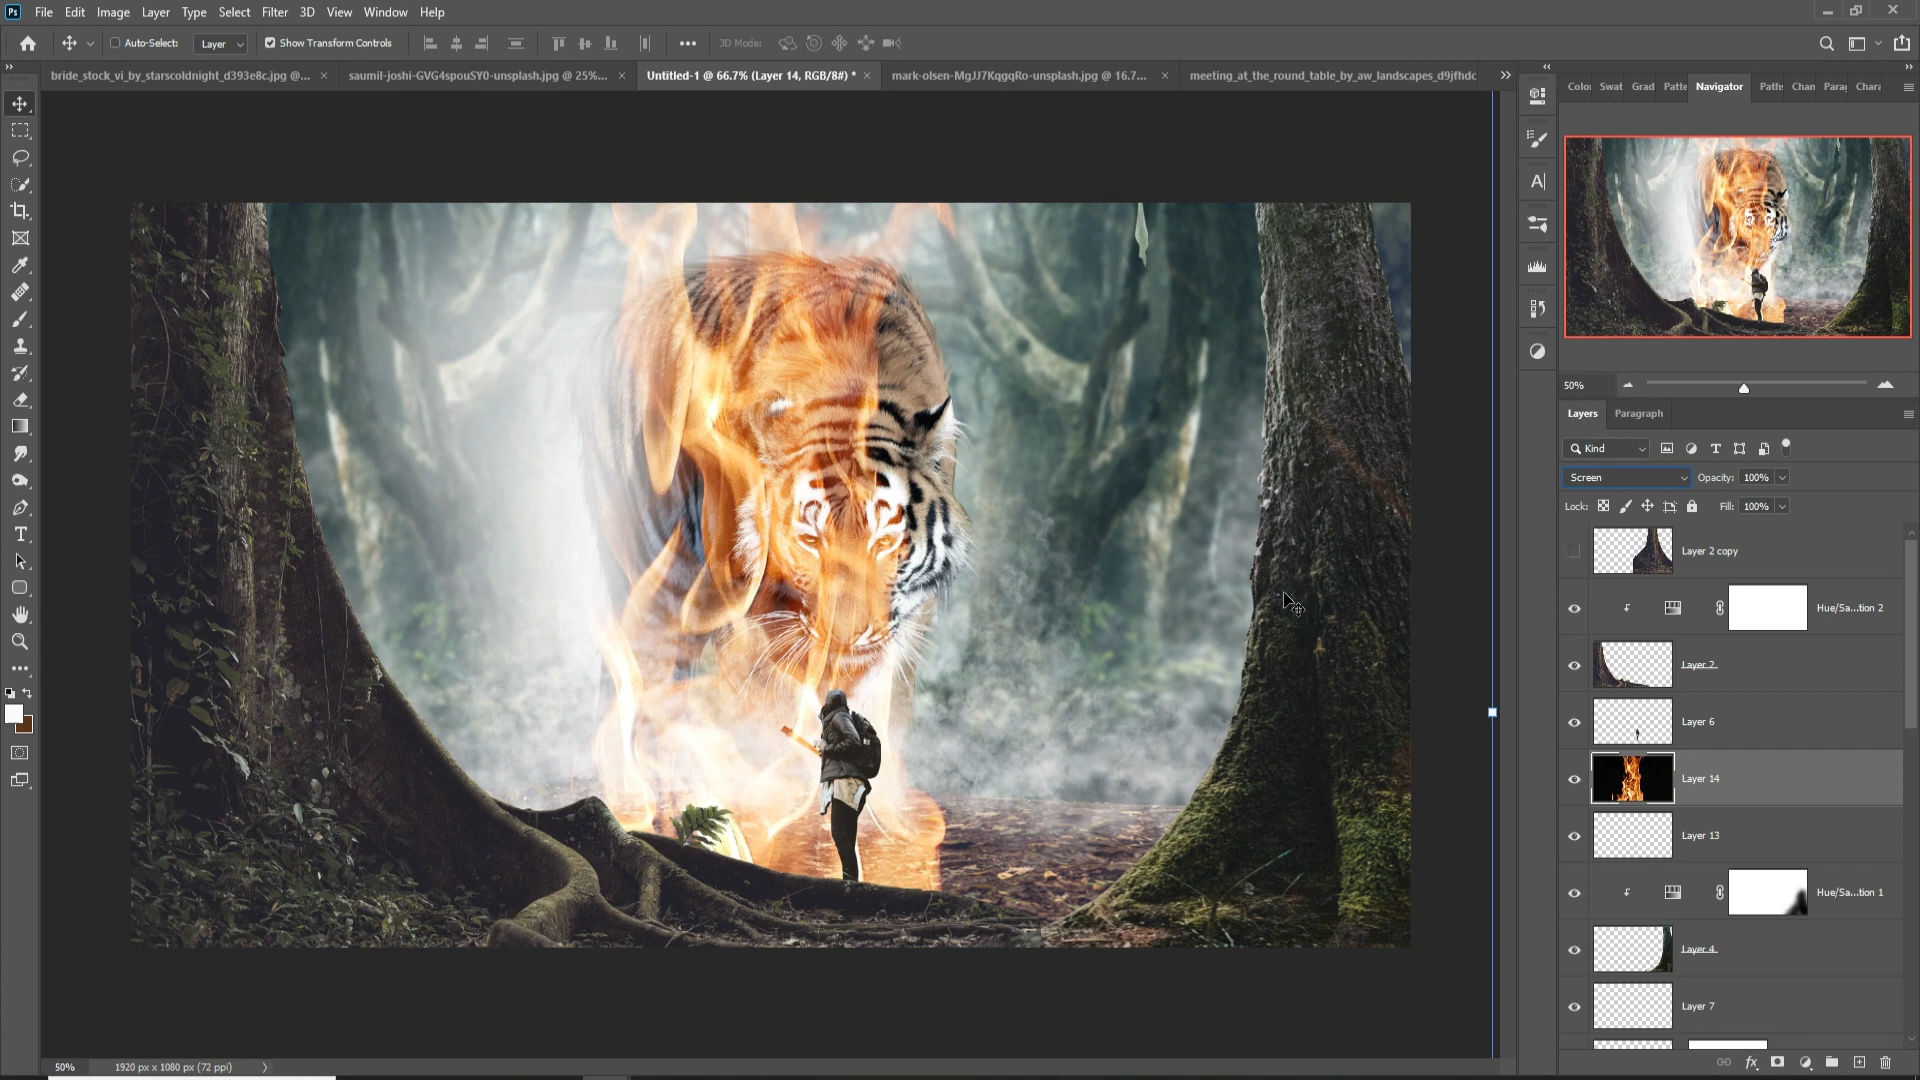 Ps File Edit Image Layer Type Select Filter 3D View Window Help
Auto-Select: Layer Show Transform Controls 3D Mode:
bride_stock_vi_by_starscoldnight_d393e8c.jpg @... × saumil-joshi-GVG4spouSY0-unsplash.jpg @ 25%... × Untitled-1 @ 66.7% (Layer 14, RGB/8#) * × mark-olsen-MgJJ7KqgqRo-unsplash.jpg @ 16.7... × meeting_at_the_round_table_by_aw_landscapes_d9jfhdc
Color Swat Grad Patte Navigator Paths Chan Para Chara
50%
Layers Paragraph
Kind
Screen Opacity: 100%
Lock: Fill: 100%
Layer 2 copy
Hue/Sa...tion 2
Layer 2
Layer 6
Layer 14
Layer 13
Hue/Sa...tion 1
Layer 4
Layer 7
50% 1920 px x 1080 px (72 ppi)